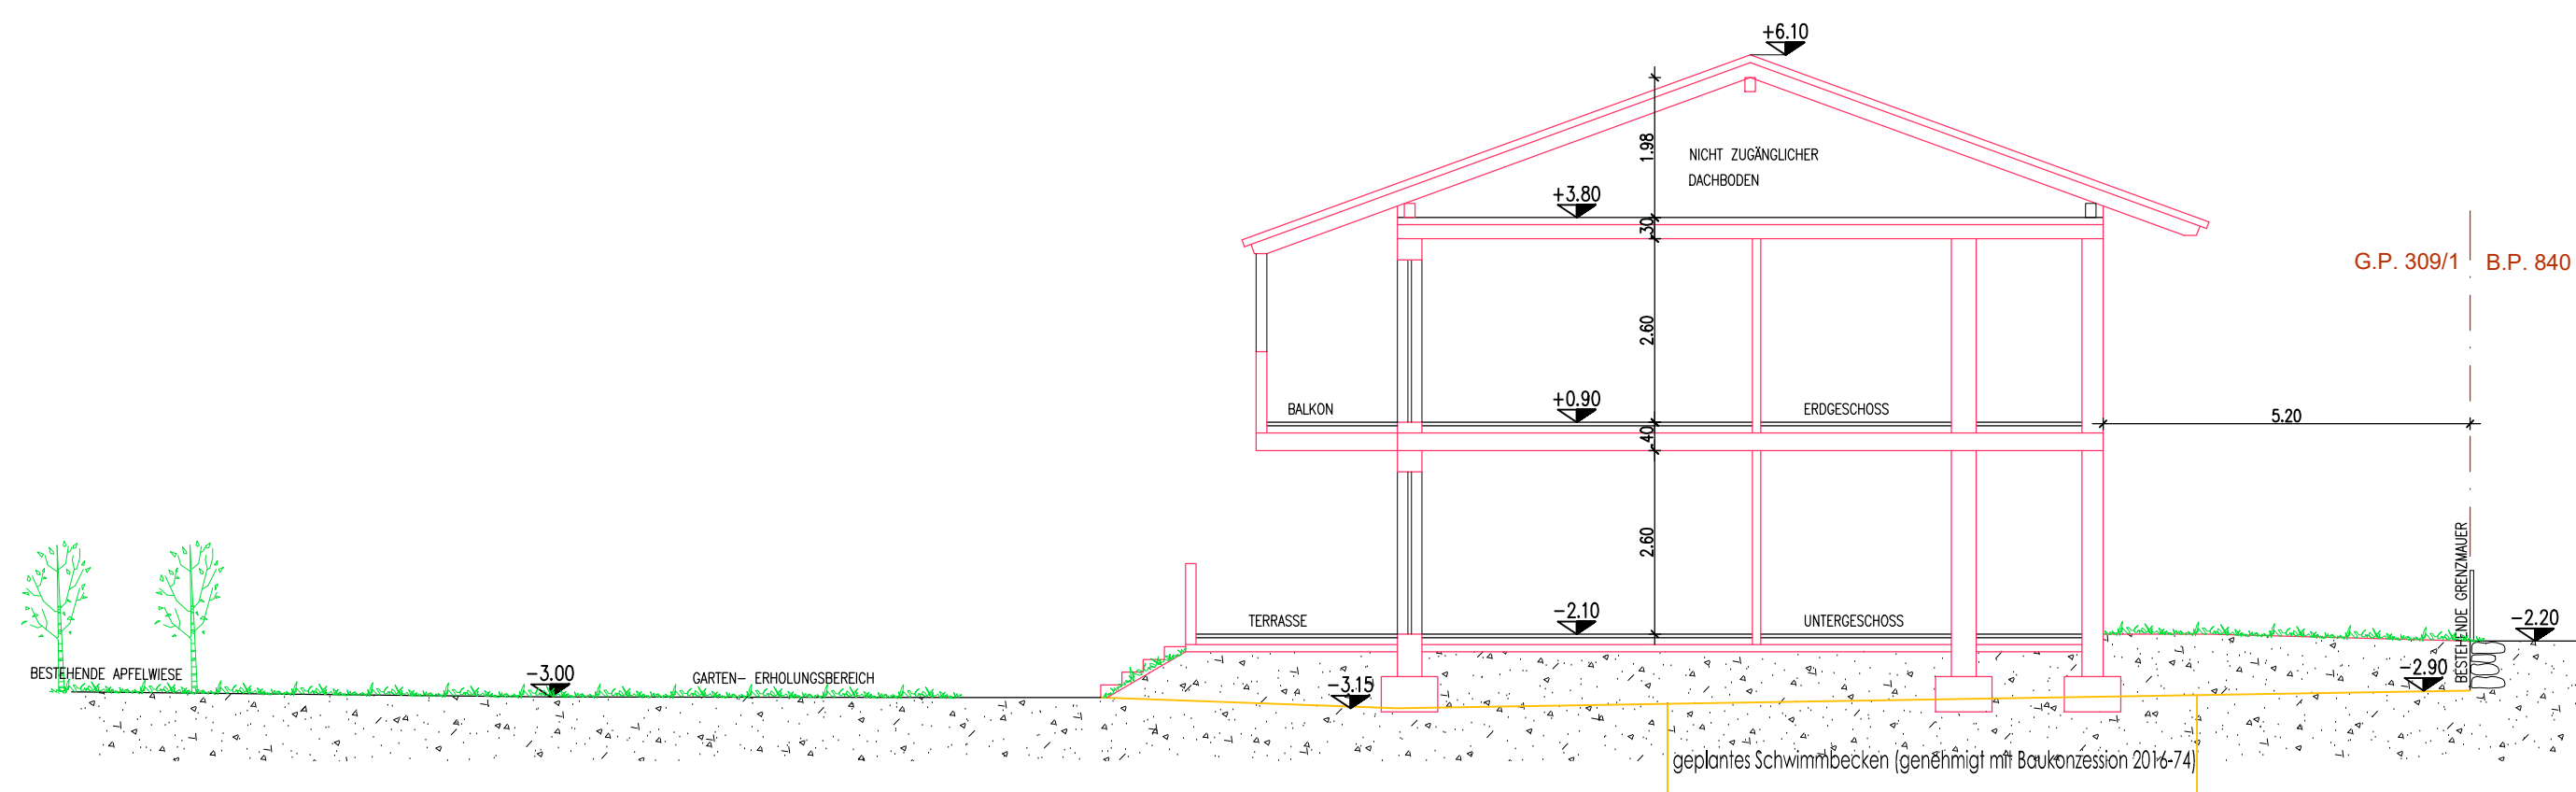 +6.10
1.98
NICHT ZUGÄNGLICHER
DACHBODEN
+3.80
30
G.P. 309/1
B.P. 840
2.60
+0.90
BALKON
ERDGESCHOSS
40
5.20
2.60
BESTEHENDE GRENZMAUER
-2.10
TERRASSE
UNTERGESCHOSS
-2.20
BESTEHENDE APFELWIESE
-3.00
GARTEN- ERHOLUNGSBEREICH
-3.15
-2.90
geplantes Schwimmbecken (genehmigt mit Baukonzession 2016-74)